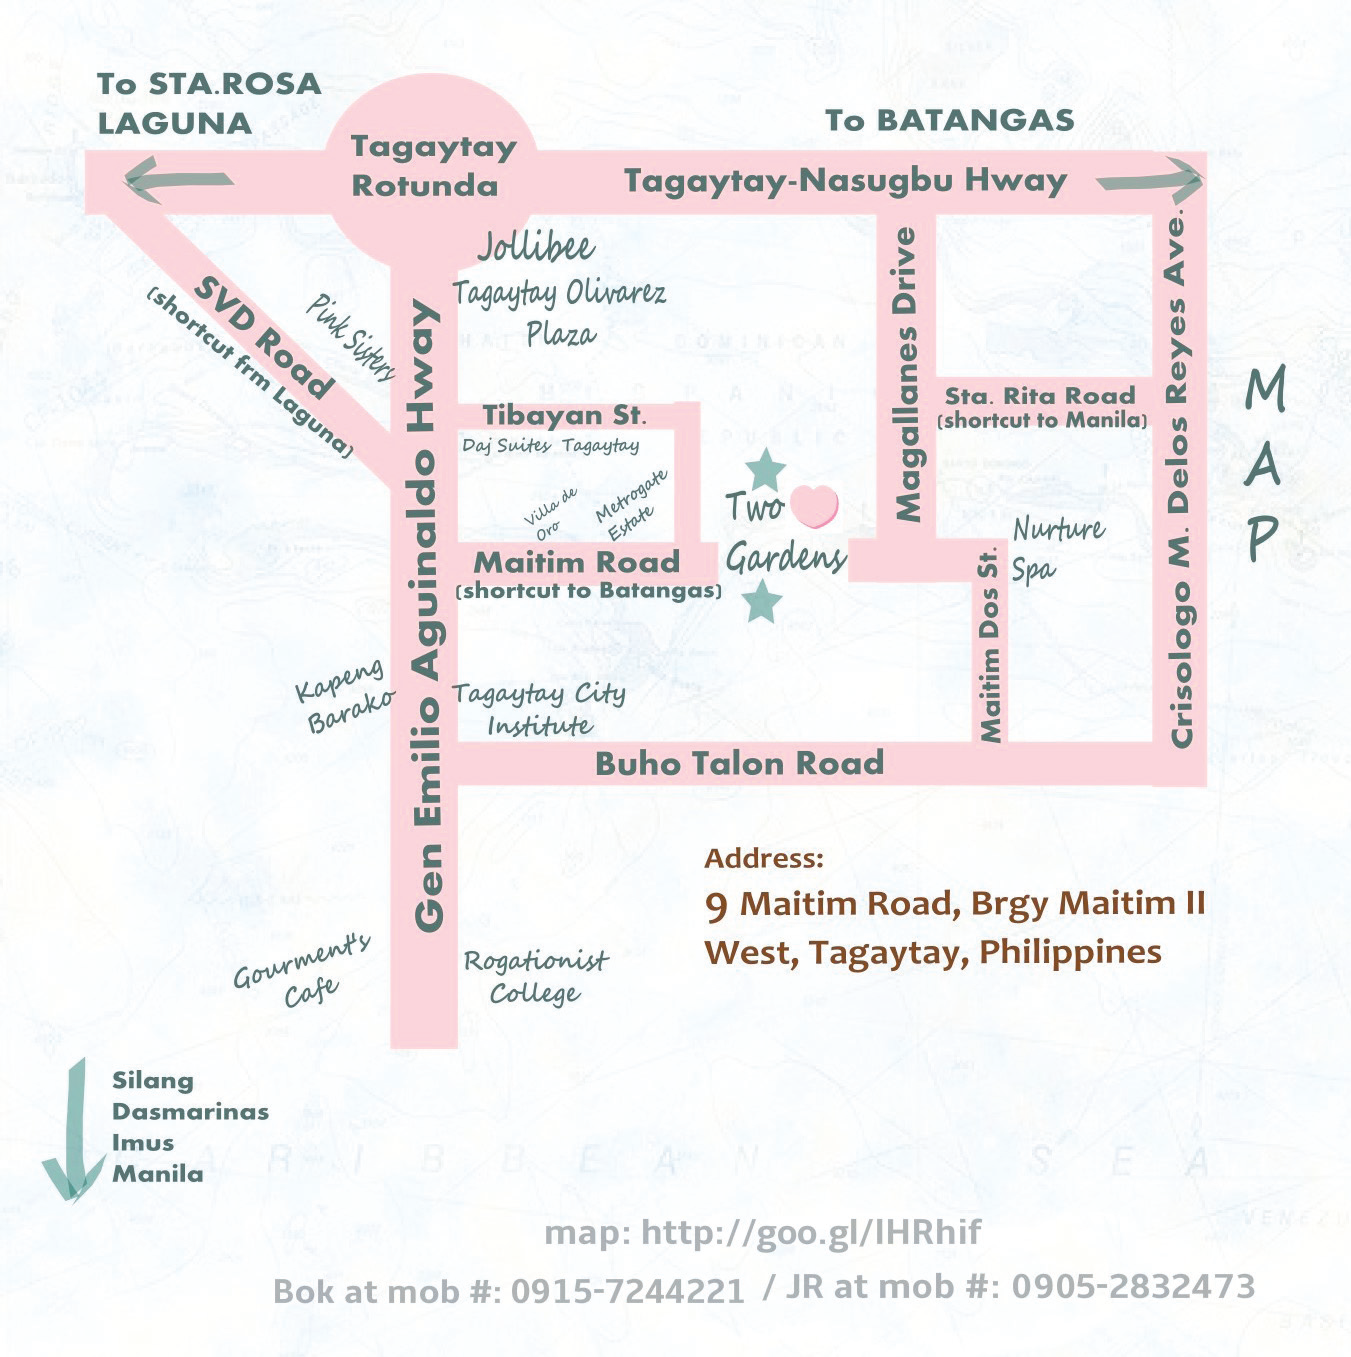 To STA.ROSA
LAGUNA
To BATANGAS
Tagaytay
Rotunda
Tagaytay-Nasugbu Hway
Jollibee
Tagaytay Olivarez
Plaza
Pink Sisters
SVD Road
(shortcut frm Laguna)
Gen Emilio Aguinaldo Hway
Magallanes Drive
Crisologo M. Delos Reyes Ave.
Sta. Rita Road
(shortcut to Manila)
M
A
P
Tibayan St.
Daj Suites Tagaytay
Villa de
Oro
Metrogate
Estate
Two
Gardens
Maitim Road
(shortcut to Batangas)
Nurture
Spa
Maitim Dos St.
Kapeng
Barako
Tagaytay City
Institute
Buho Talon Road
Address:
9 Maitim Road, Brgy Maitim II
West, Tagaytay, Philippines
Gourment's
Cafe
Rogationist
College
Silang
Dasmarinas
Imus
Manila
CARIBBEAN SEA
map: http://goo.gl/lHRhif
Bok at mob #: 0915-7244221 / JR at mob #: 0905-2832473